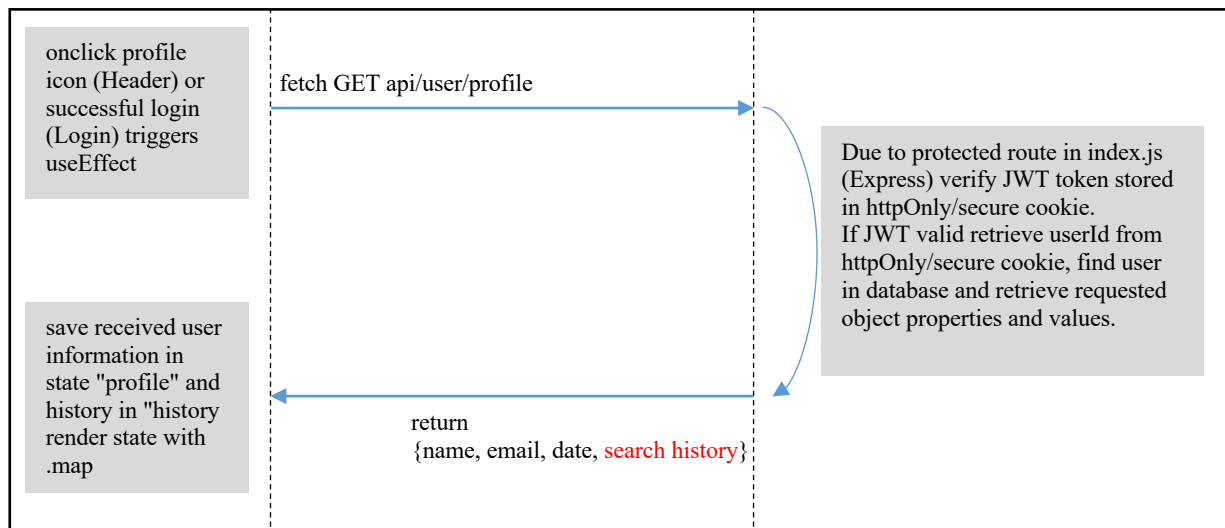 onclick profile
icon (Header) or
successful login
(Login) triggers
useEffect
fetch GET api/user/profile
Due to protected route in index.js
(Express) verify JWT token stored
in httpOnly/secure cookie.
If JWT valid retrieve userId from
httpOnly/secure cookie, find user
in database and retrieve requested
object properties and values.
save received user
information in
state "profile" and
history in "history
render state with
.map
return
{name, email, date, search history}